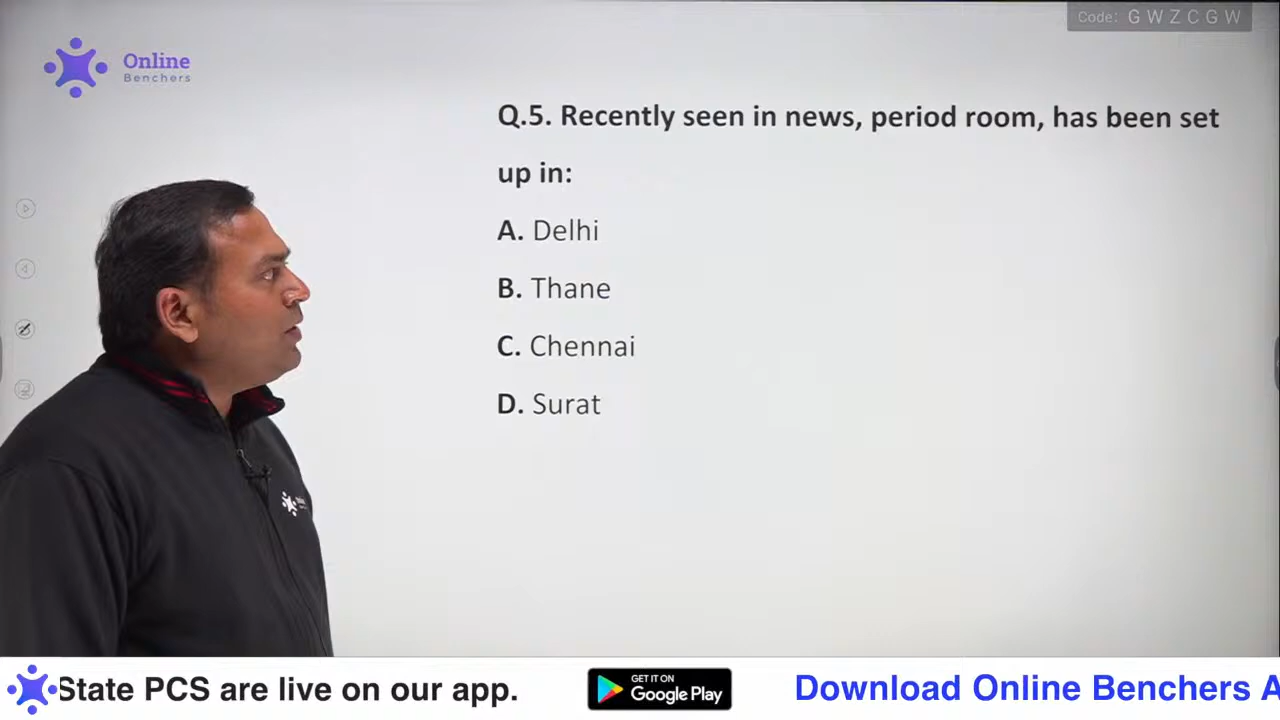 Code: G W Z C G W
Online
Benchers
Q.5. Recently seen in news, period room, has been set
up in:
A. Delhi
B. Thane
C. Chennai
D. Surat
State PCS are live on our app.
GET IT ON
Google Play
Download Online Benchers A